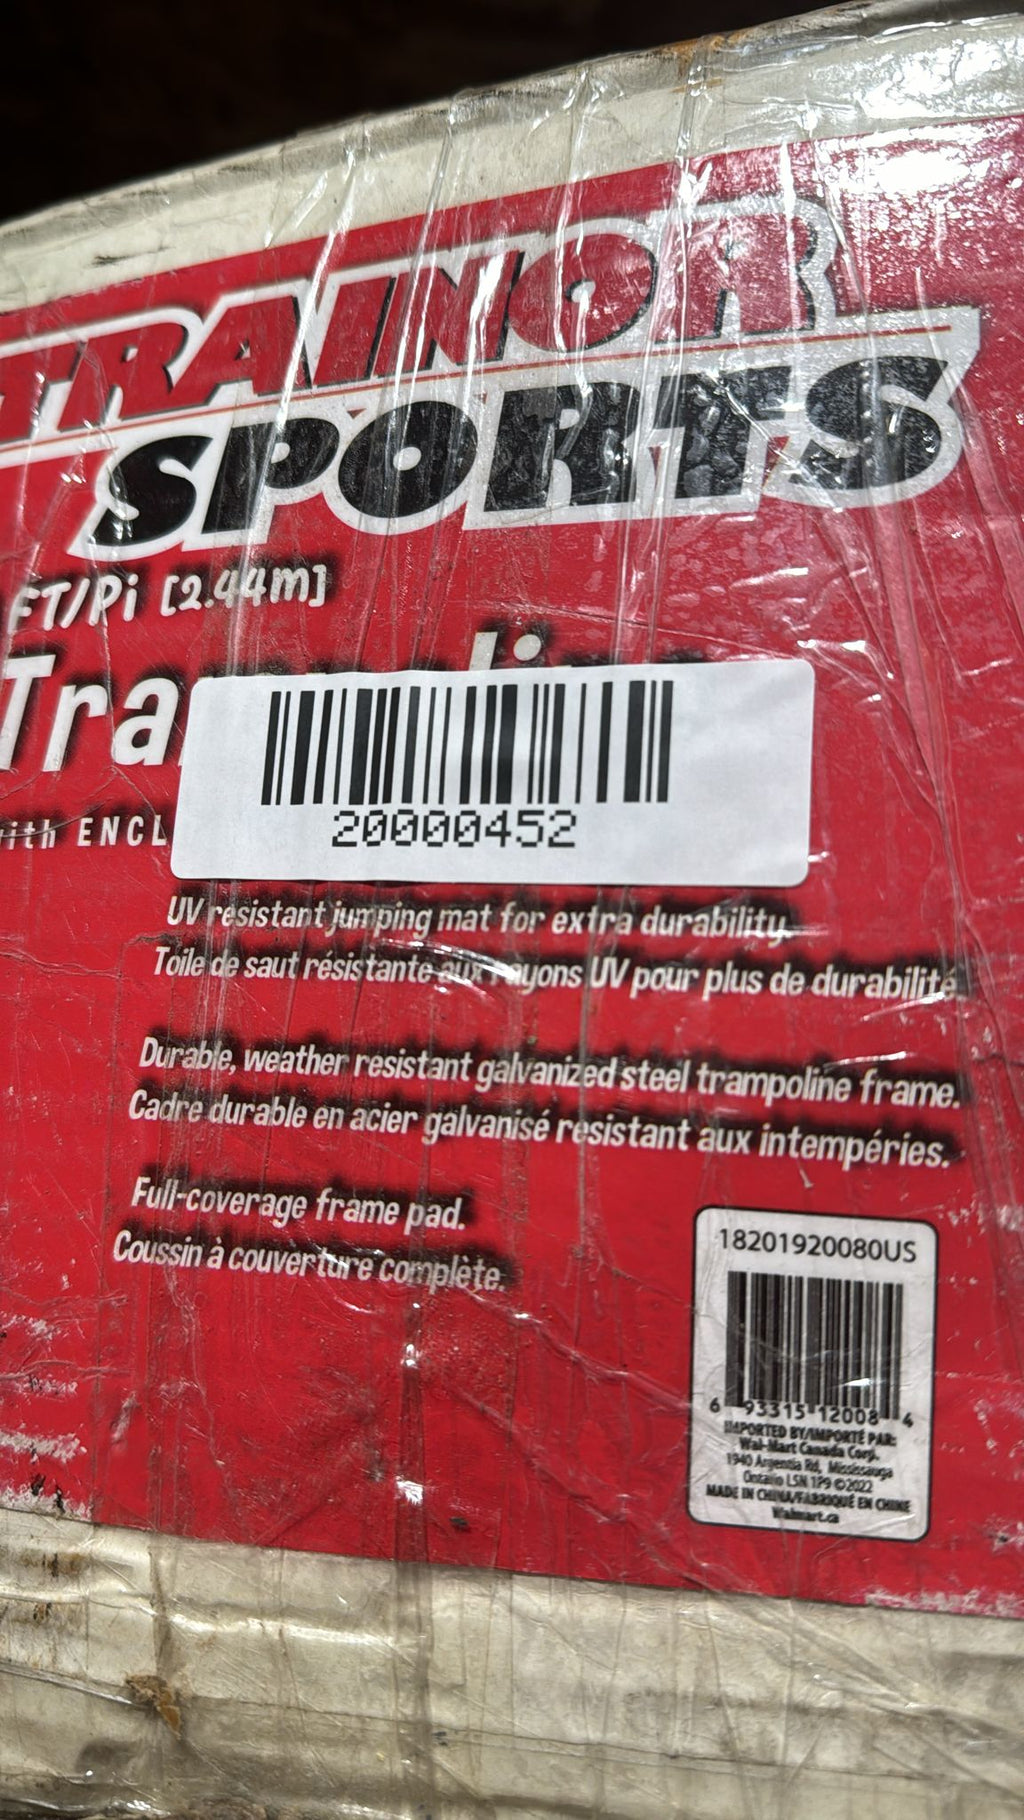 TRAINOR
SPORTS
FT/Pi [2.44m]
with ENCL
20000452
UV resistant jumping mat for extra durability.
Toile de saut résistante aux rayons UV pour plus de durabilité.
Durable, weather resistant galvanized steel trampoline frame.
Cadre durable en acier galvanisé resistant aux intempéries.
Full-coverage frame pad.
Coussin à couverture complète.
18201920080US
6 93315 12008 4
IMPORTED BY/IMPORTÉ PAR:
Wal-Mart Canada Corp.
1940 Argentia Rd, Mississauga
Ontario L5N 1P9 ©2022
MADE IN CHINA/FABRIQUÉ EN CHINE
Walmart.ca